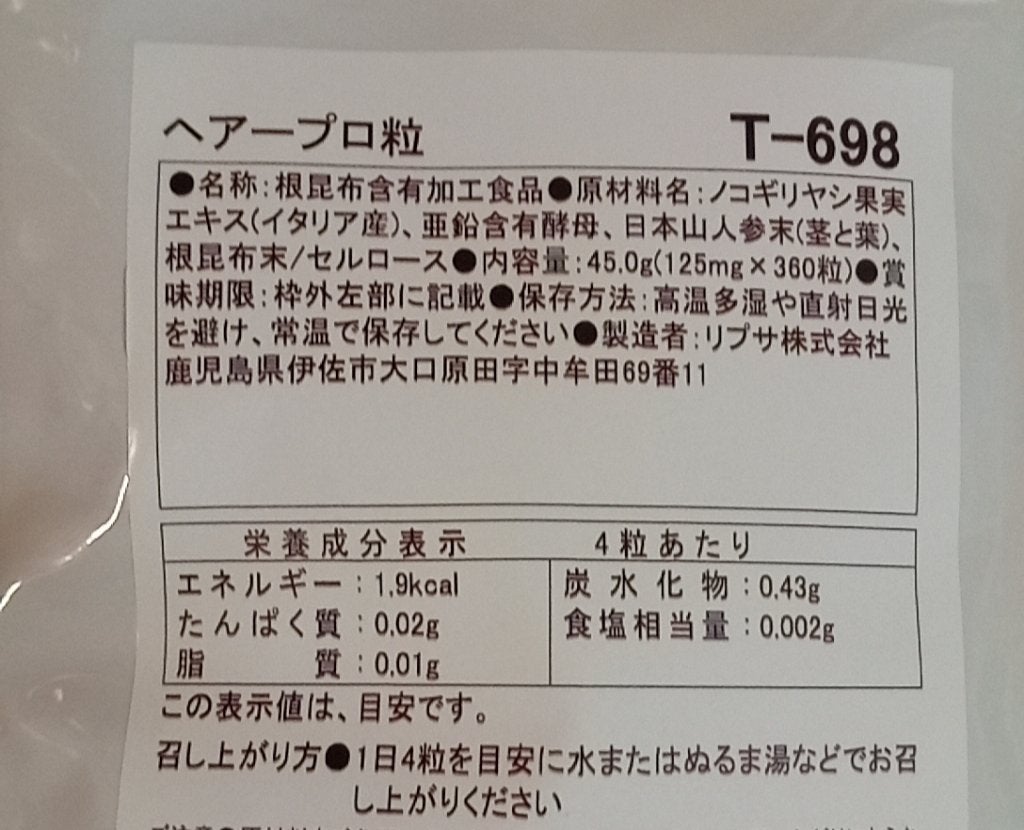 ヘアープロ粒 T-698
●名称:根昆布含有加工食品●原材料名:ノコギリヤシ果実
エキス(イタリア産)、亜鉛含有酵母、日本山人参末(茎と葉)、
根昆布末/セルロース●内容量:45.0g(125mg×360粒)●賞
味期限:枠外左部に記載●保存方法:高温多湿や直射日光
を避け、常温で保存してください●製造者:リプサ株式会社
鹿児島県伊佐市大口原田字中牟田69番11
栄養成分表示 4粒あたり
エネルギー:1.9kcal 炭水化物:0.43g
たんぱく質:0.02g 食塩相当量:0.002g
脂質:0.01g
この表示値は、目安です。
召し上がり方●1日4粒を目安に水またはぬるま湯などでお召
し上がりください